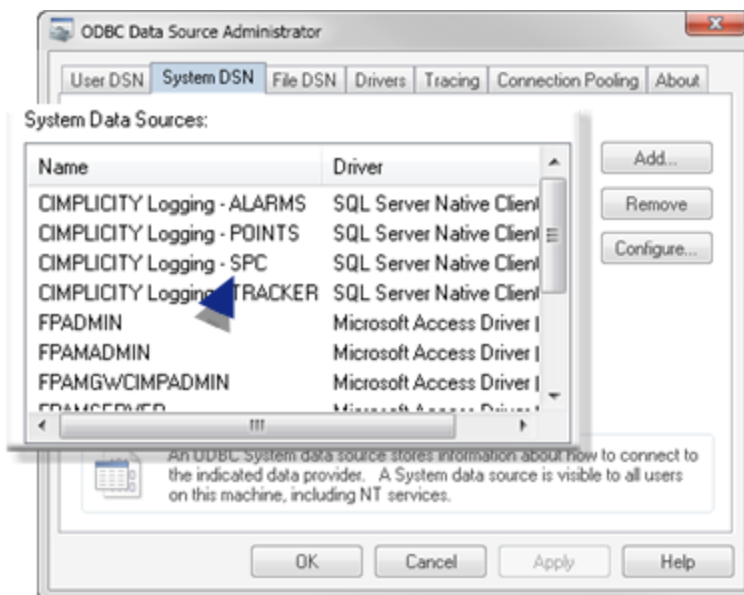 ODBC Data Source Administrator
User DSN System DSN File DSN Drivers Tracing Connection Pooling About
System Data Sources:
Name Driver
CIMPLICITY Logging - ALARMS SQL Server Native Client
CIMPLICITY Logging - POINTS SQL Server Native Client
CIMPLICITY Logging - SPC SQL Server Native Client
CIMPLICITY Logging TRACKER SQL Server Native Client
FPADMIN Microsoft Access Driver
FPAMADMIN Microsoft Access Driver
FPAMGWCIMPADMIN Microsoft Access Driver
FPAMSERVER Microsoft Access Driver
Add...
Remove
Configure...
An ODBC System data source stores information about how to connect to
the indicated data provider. A System data source is visible to all users
on this machine, including NT services.
OK Cancel Apply Help